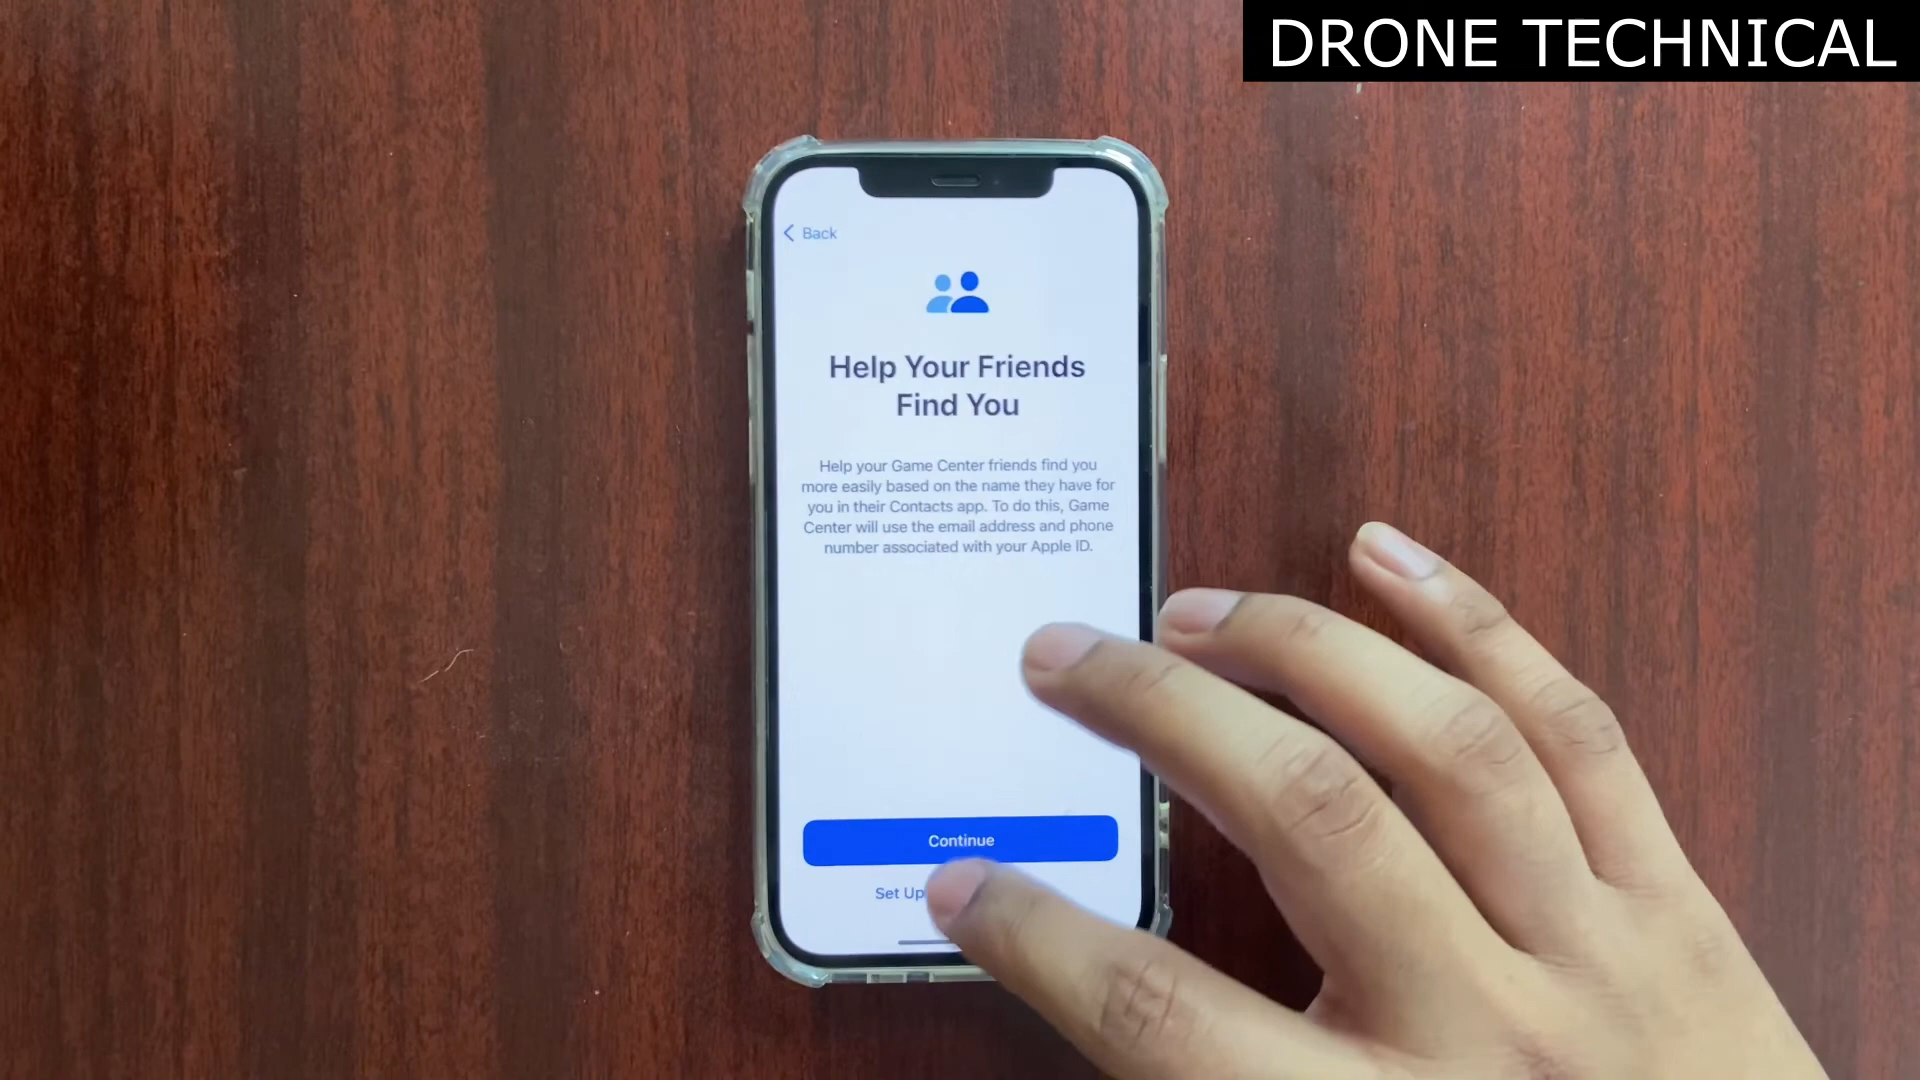 DRONE TECHNICAL
Back
Help Your Friends
Find You
Help your Game Center friends find you
more easily based on the name they have for
you in their Contacts app. To do this, Game
Center will use the email address and phone
number associated with your Apple ID.
Continue
Set Up